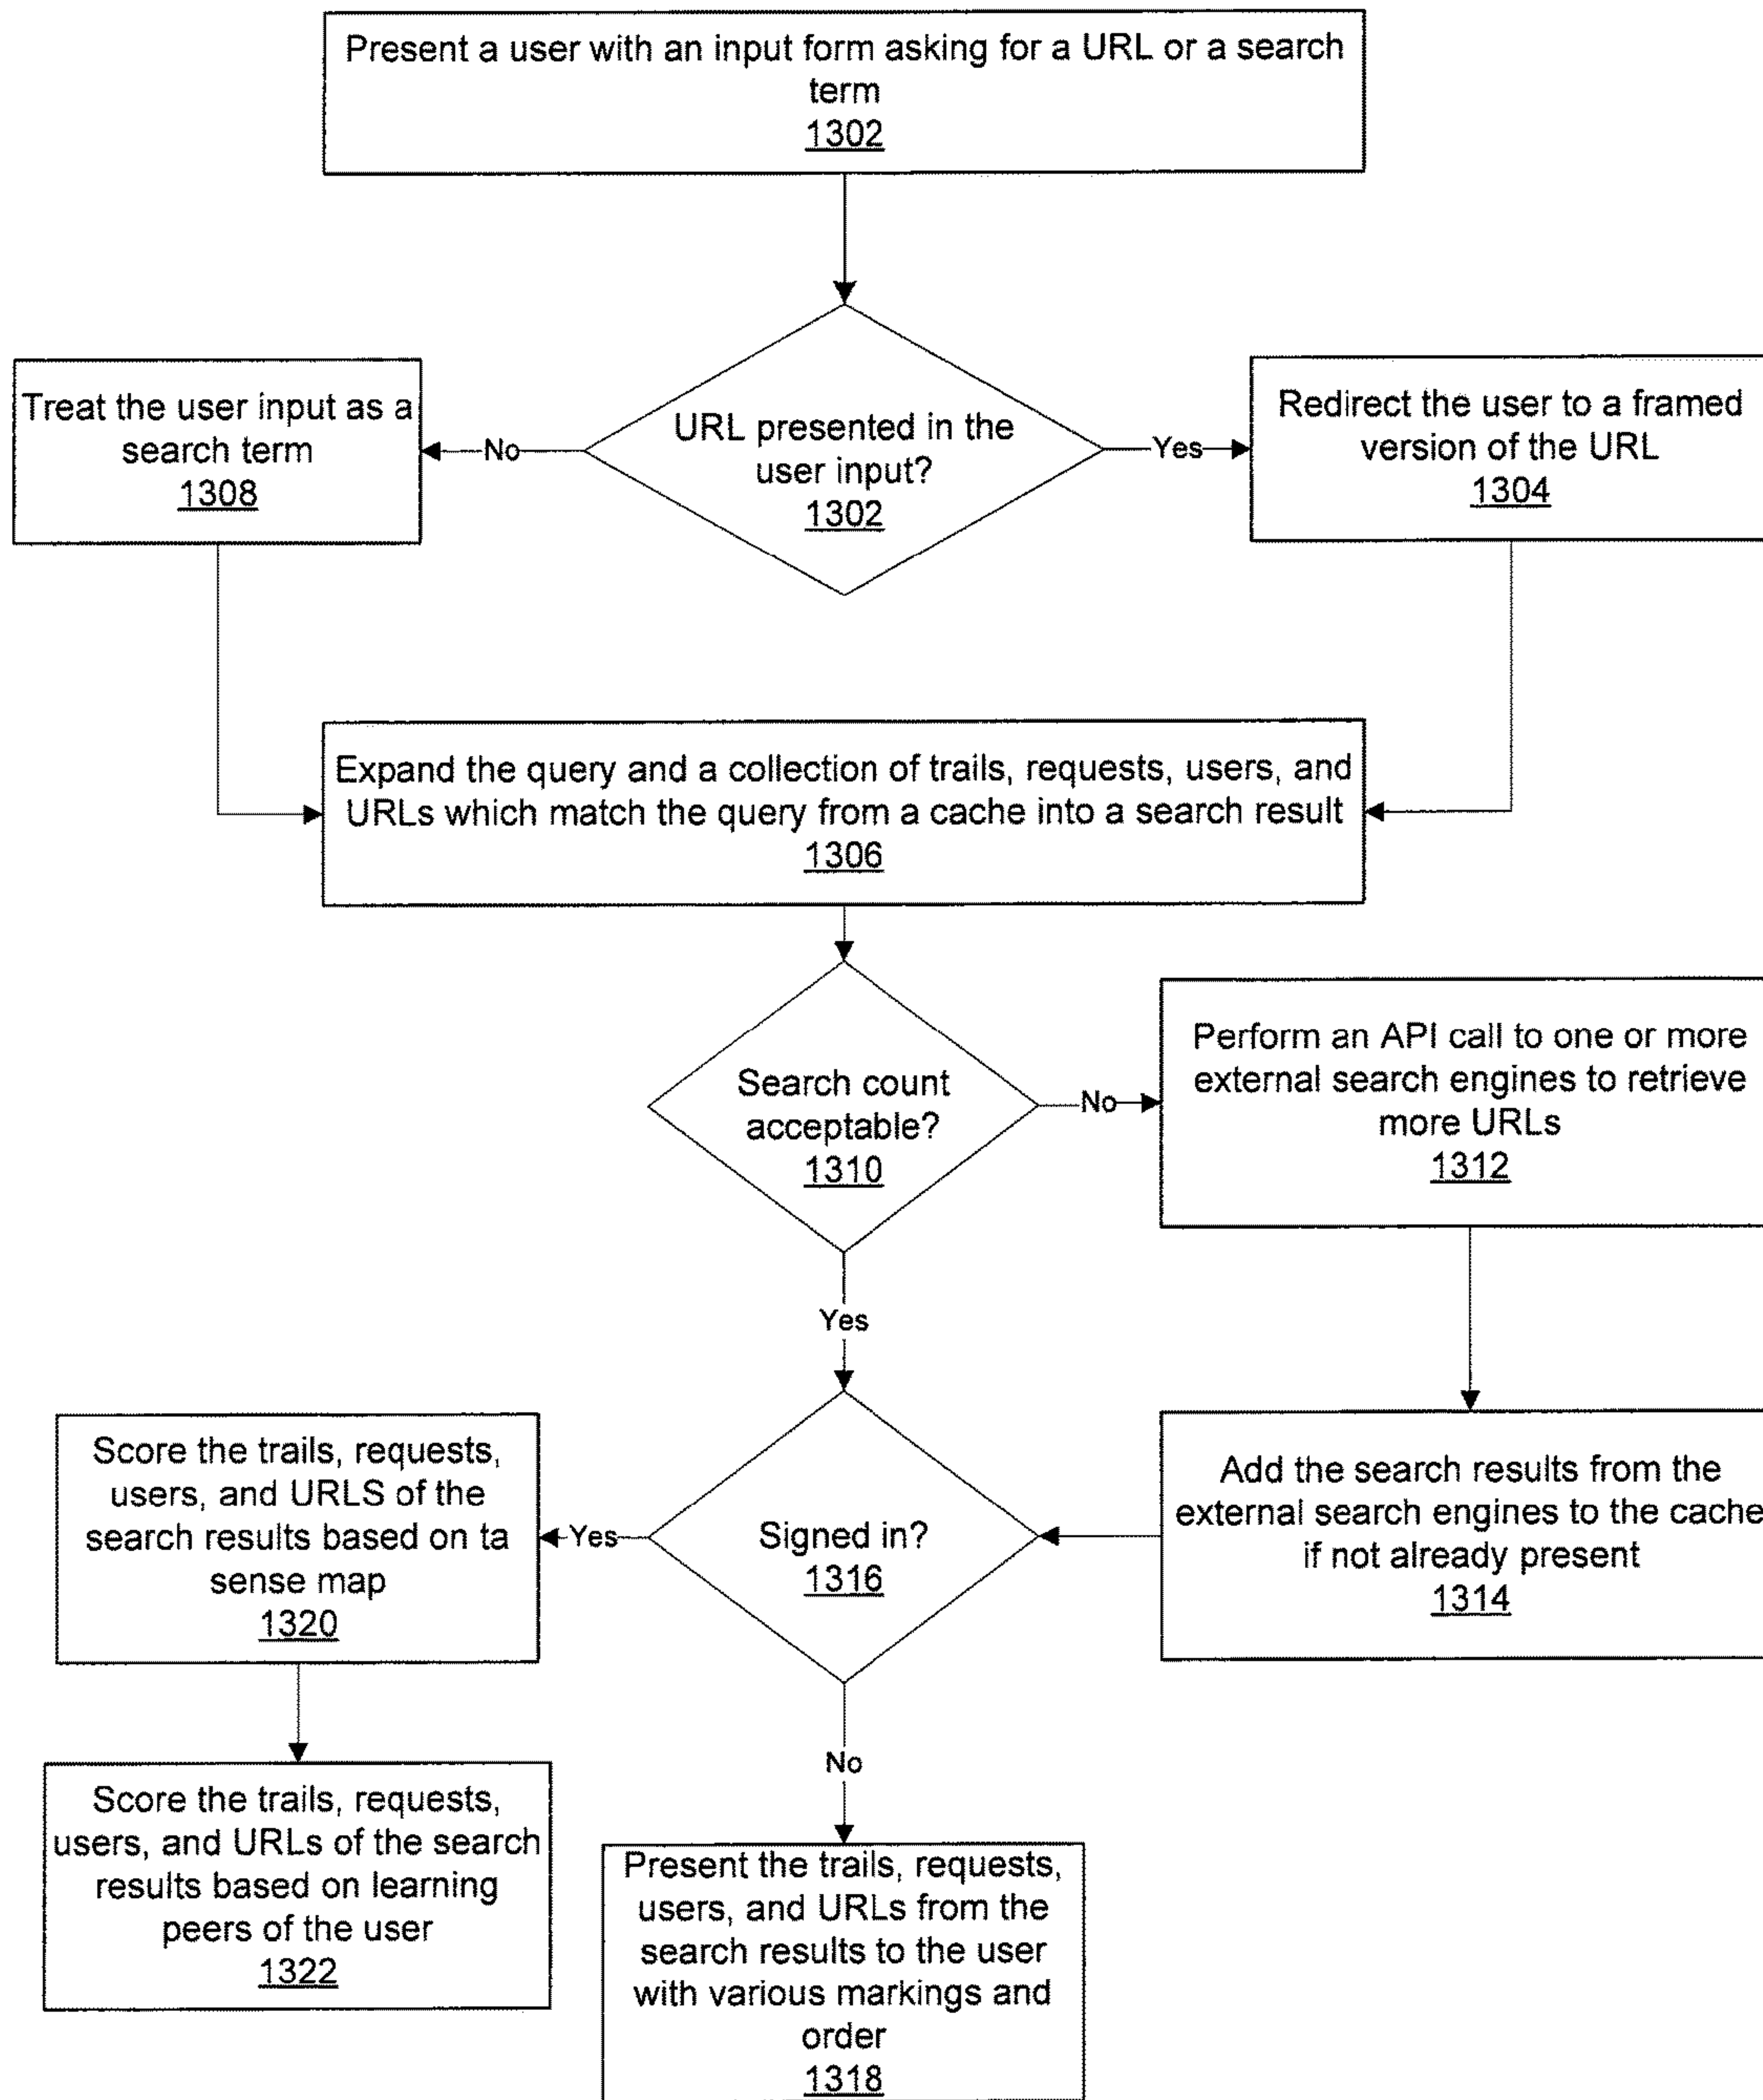 Present a user with an input form asking for a URL or a search
term
1302
Treat the user input as a
search term
1308
No
URL presented in the
user input?
1302
Yes
Redirect the user to a framed
version of the URL
1304
Expand the query and a collection of trails, requests, users, and
URLs which match the query from a cache into a search result
1306
Search count
acceptable?
1310
No
Perform an API call to one or more
external search engines to retrieve
more URLs
1312
Yes
Score the trails, requests,
users, and URLS of the
search results based on ta
sense map
1320
Yes
Signed in?
1316
Add the search results from the
external search engines to the cache
if not already present
1314
No
Score the trails, requests,
users, and URLs of the search
results based on learning
peers of the user
1322
Present the trails, requests,
users, and URLs from the
search results to the user
with various markings and
order
1318